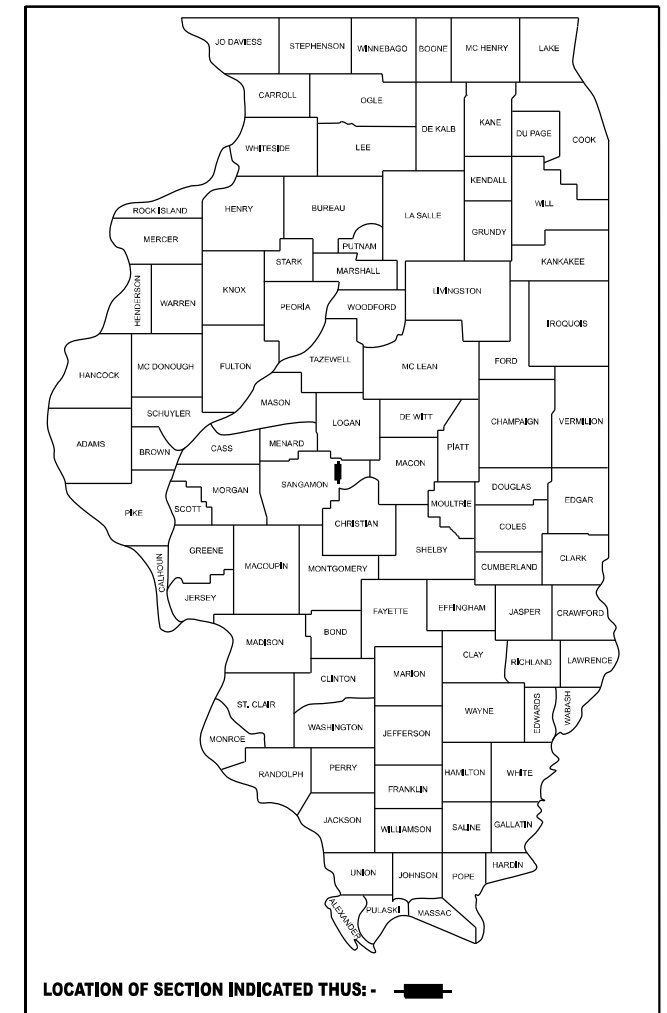 JO DAVIESS STEPHENSON WINNEBAGO BOONE MC HENRY LAKE
CARROLL OGLE DE KALB KANE DU PAGE COOK
WHITESIDE LEE
KENDALL WILL
ROCK ISLAND HENRY BUREAU LA SALLE
MERCER PUTNAM GRUNDY
STARK MARSHALL KANKAKEE
HENDERSON WARREN KNOX PEORIA WOODFORD LIVINGSTON
IROQUOIS
HANCOCK MC DONOUGH FULTON TAZEWELL MC LEAN FORD
MASON
SCHUYLER LOGAN DE WITT CHAMPAIGN VERMILION
ADAMS BROWN CASS MENARD PIATT
MACON
MORGAN SANGAMON DOUGLAS
PIKE SCOTT MOULTRIE EDGAR
CHRISTIAN COLES
GREENE SHELBY
CALHOUN MACOUPIN MONTGOMERY CUMBERLAND CLARK
JERSEY
FAYETTE EFFINGHAM JASPER CRAWFORD
MADISON BOND
CLAY RICHLAND LAWRENCE
CLINTON MARION
ST. CLAIR WAYNE EDWARDS WABASH
WASHINGTON JEFFERSON
MONROE
RANDOLPH PERRY HAMILTON WHITE
FRANKLIN
JACKSON WILLIAMSON SALINE GALLATIN
HARDIN
UNION JOHNSON POPE
ALEXANDER PULASKI MASSAC
LOCATION OF SECTION INDICATED THUS: -